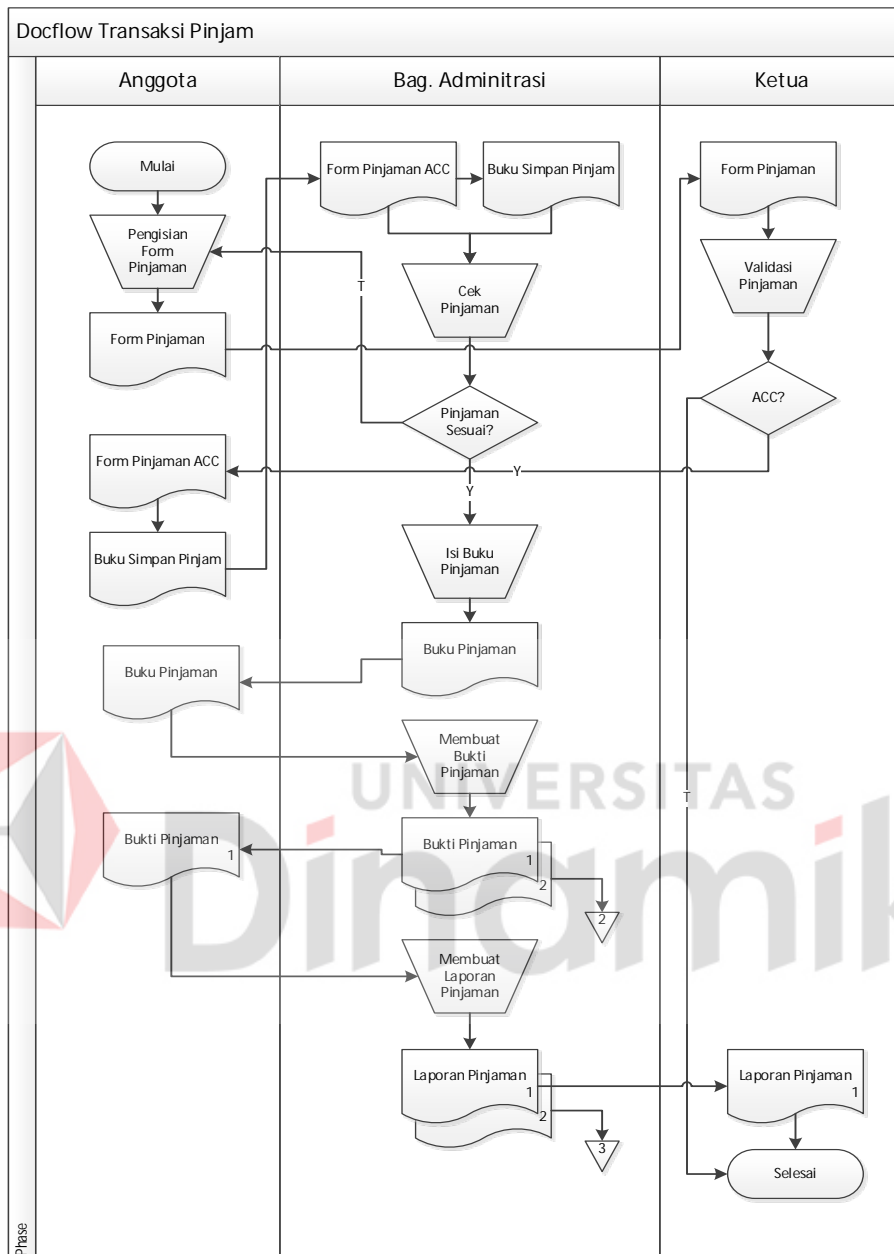 Docflow Transaksi Pinjam
Anggota
Bag. Adminitrasi
Ketua
Mulai
Pengisian
Form
Pinjaman
Form Pinjaman
Form Pinjaman ACC
Buku Simpan Pinjam
Buku Pinjaman
Bukti Pinjaman
1
Form Pinjaman ACC
Buku Simpan Pinjam
Cek
Pinjaman
T
Pinjaman
Sesuai?
Y
Y
Isi Buku
Pinjaman
Buku Pinjaman
Membuat
Bukti
Pinjaman
Bukti Pinjaman
1
2
2
Membuat
Laporan
Pinjaman
Laporan Pinjaman
1
2
3
Form Pinjaman
Validasi
Pinjaman
ACC?
T
Laporan Pinjaman
1
Selesai
Phase
UNIVERSITAS
Dinamik